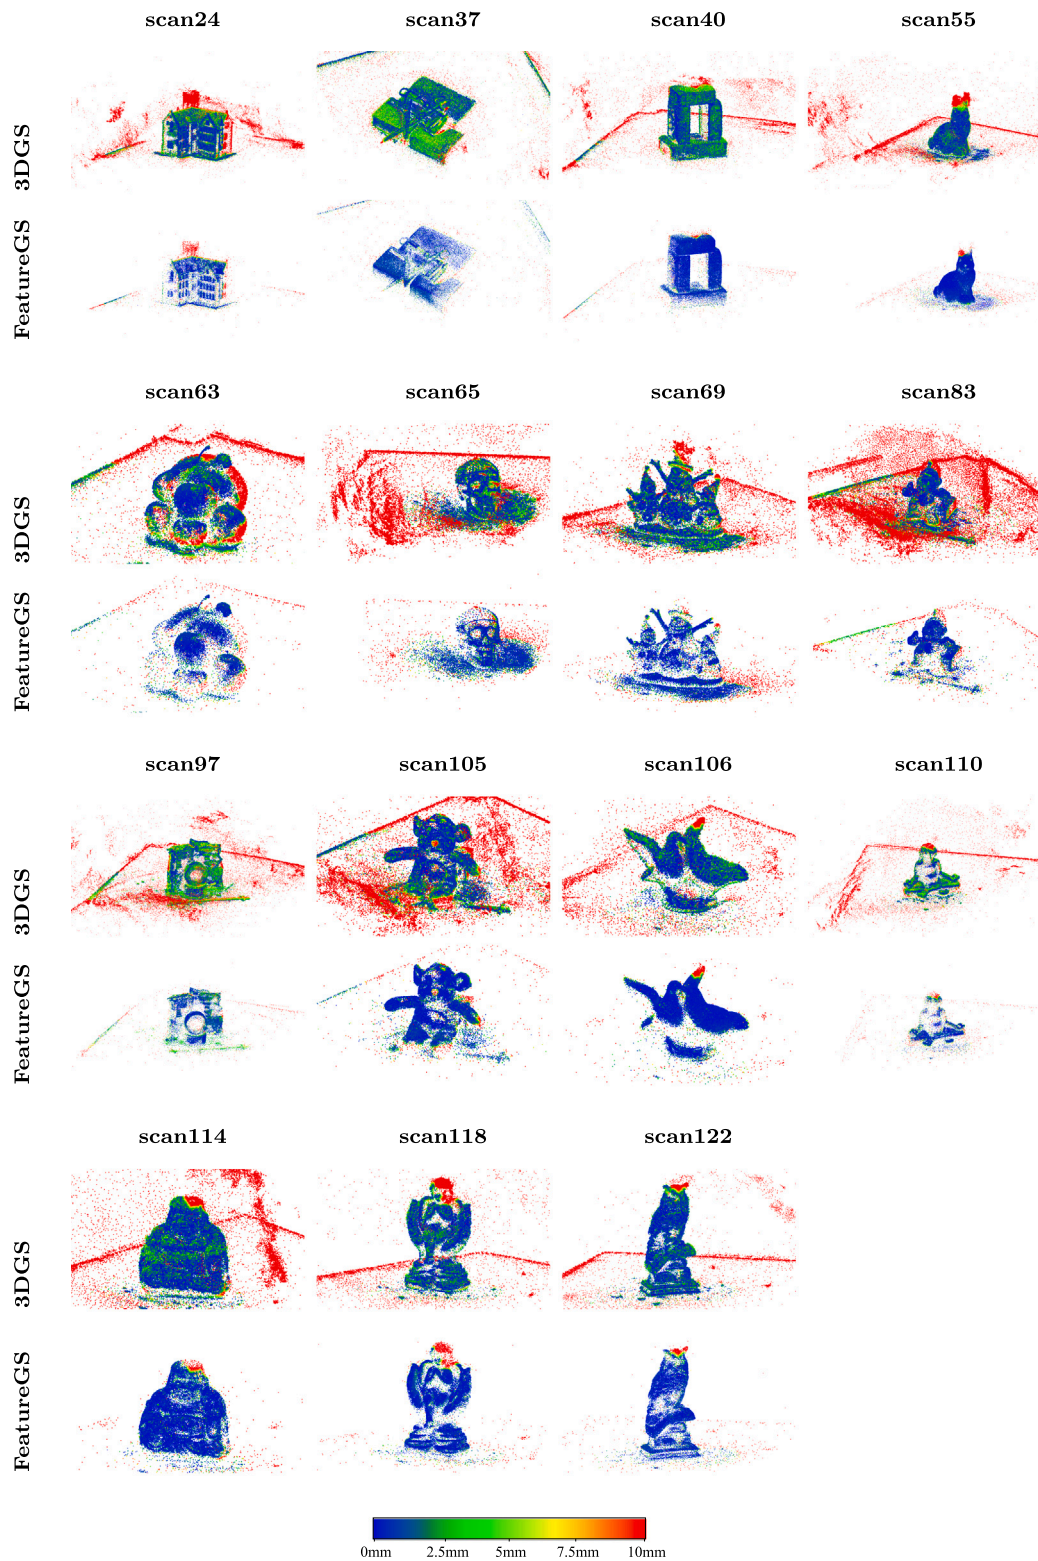 scan24 scan37 scan40 scan55
3DGS
FeatureGS
scan63 scan65 scan69 scan83
3DGS
FeatureGS
scan97 scan105 scan106 scan110
3DGS
FeatureGS
scan114 scan118 scan122
3DGS
FeatureGS
0mm 2.5mm 5mm 7.5mm 10mm